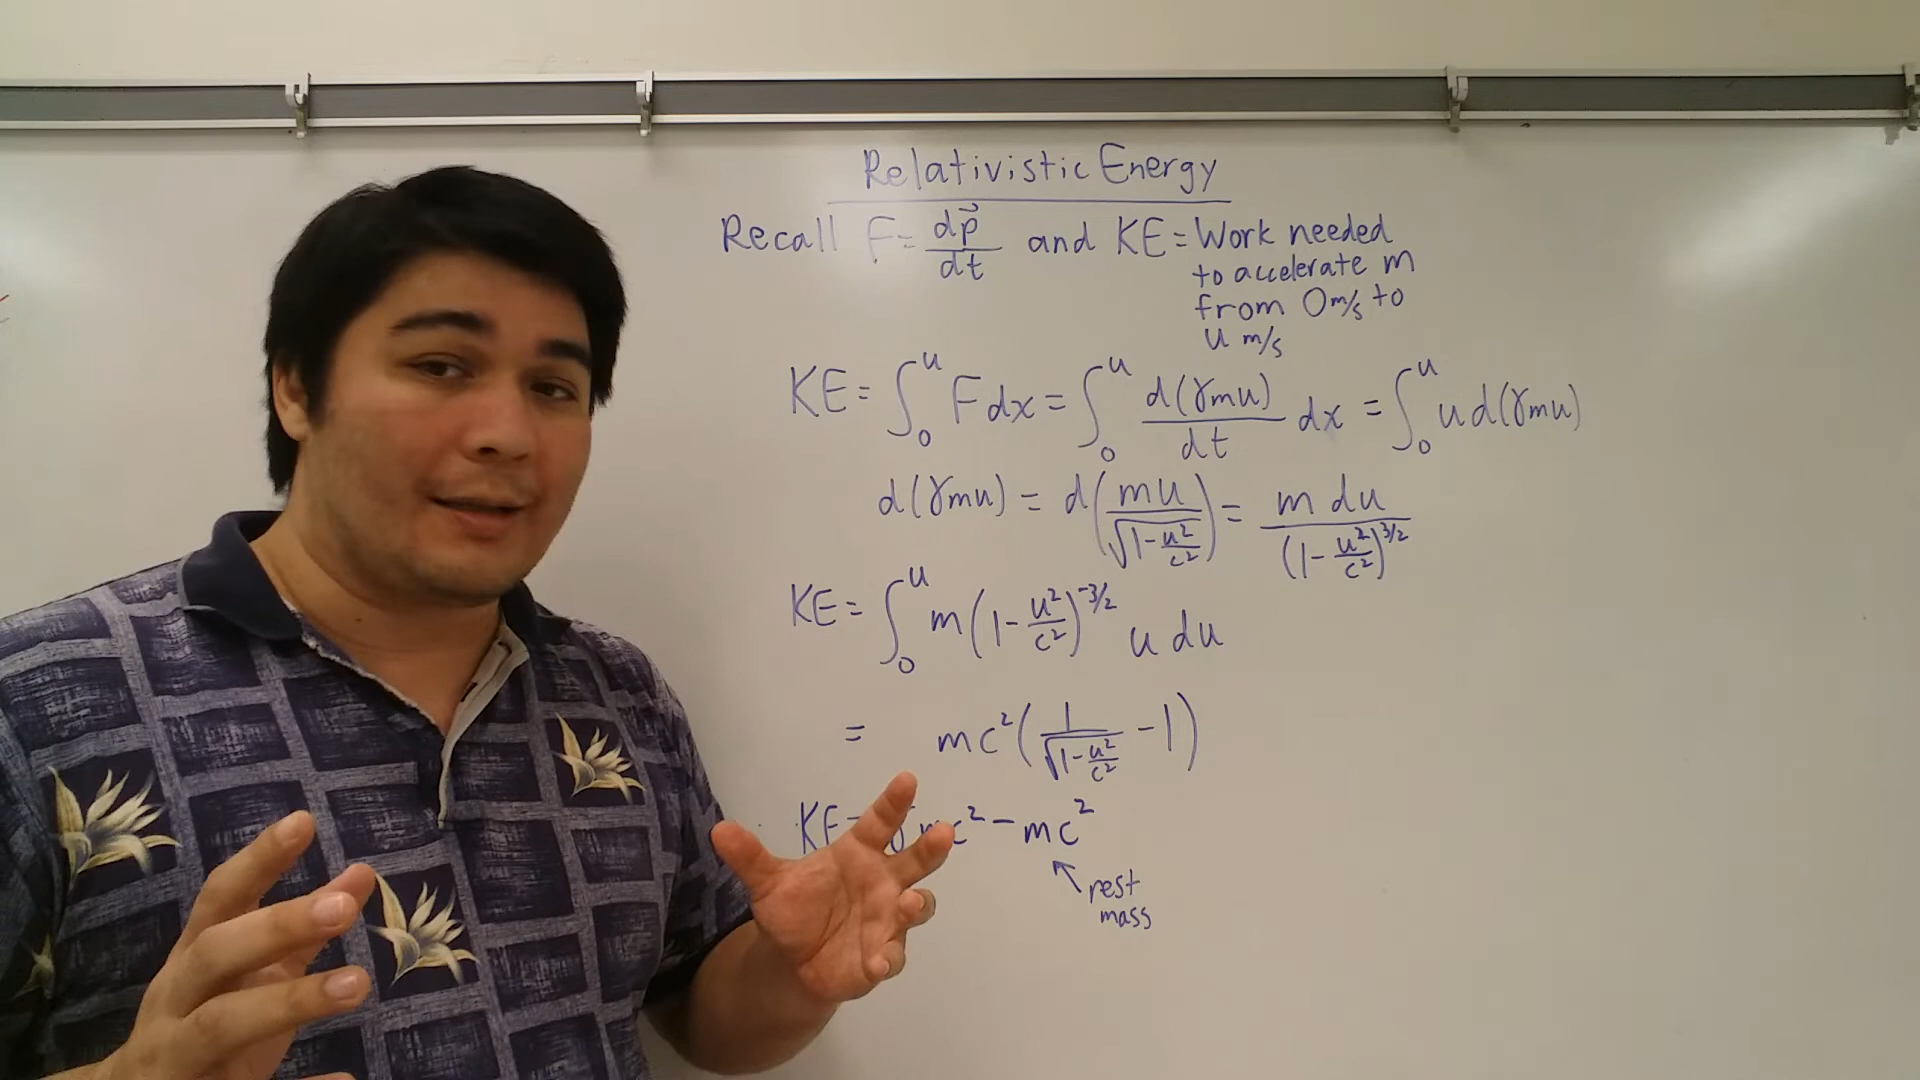 Relativistic Energy
Recall F = dp⃗/dt and KE = Work needed
to accelerate m
from 0 m/s to
u m/s
KE = ∫₀ᵘ F dx = ∫₀ᵘ d(γmu)/dt dx = ∫₀ᵘ u d(γmu)
d(γmu) = d(mu/√(1-u²/c²)) = m du/(1-u²/c²)^3/2
KE = ∫₀ᵘ m(1-u²/c²)^-3/2 u du
= mc²(1/√(1-u²/c²) - 1)
KE = mc² - mc²
rest
mass